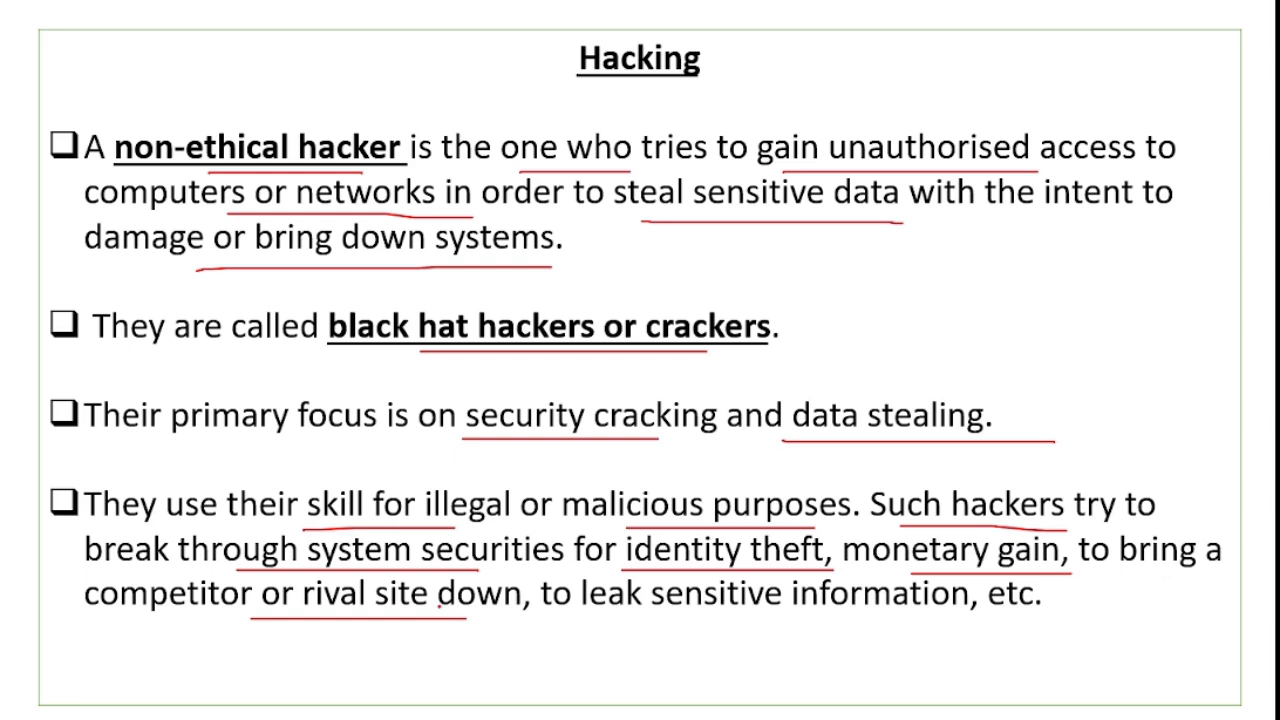 Hacking
❑A non-ethical hacker is the one who tries to gain unauthorised access to
computers or networks in order to steal sensitive data with the intent to
damage or bring down systems.
❑ They are called black hat hackers or crackers.
❑Their primary focus is on security cracking and data stealing.
❑They use their skill for illegal or malicious purposes. Such hackers try to
break through system securities for identity theft, monetary gain, to bring a
competitor or rival site down, to leak sensitive information, etc.